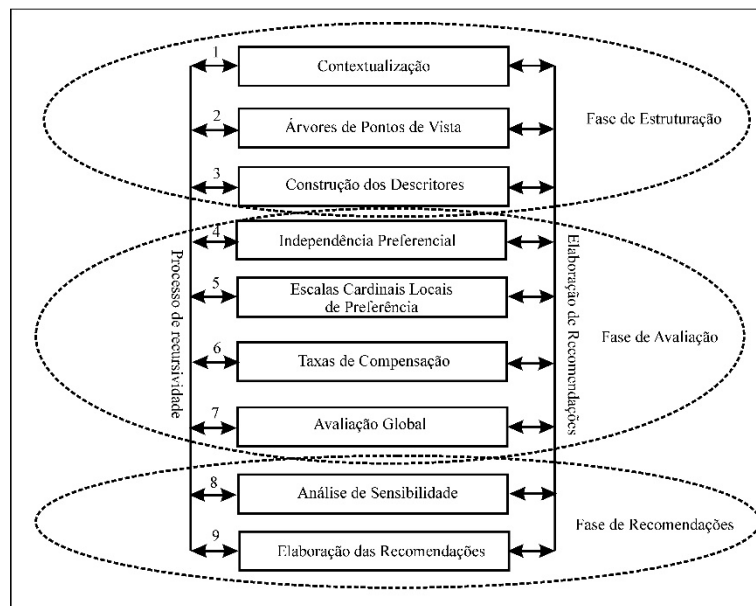 1
Contextualização
2
Árvores de Pontos de Vista
Fase de Estruturação
3
Construção dos Descritores
4
Independência Preferencial
5
Escalas Cardinais Locais
de Preferência
Fase de Avaliação
6
Taxas de Compensação
7
Avaliação Global
Processo de recursividade
Elaboração de Recomendações
8
Análise de Sensibilidade
Fase de Recomendações
9
Elaboração das Recomendações